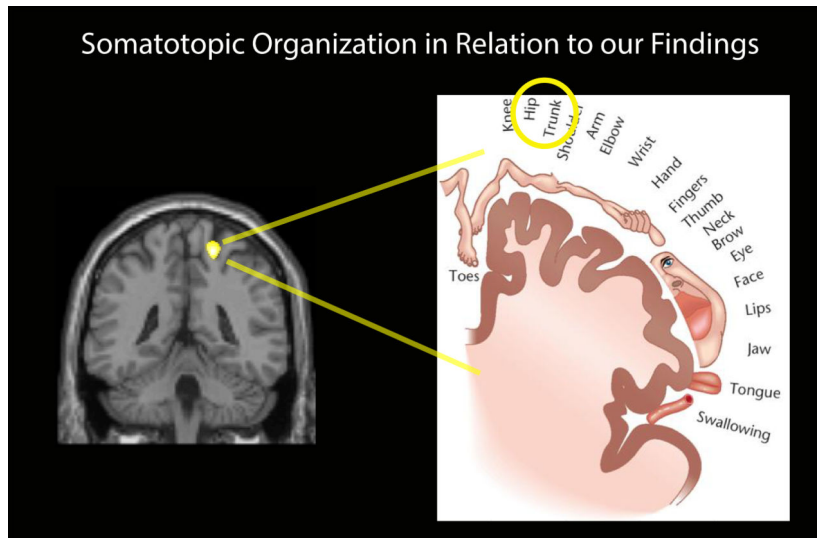 Somatotopic Organization in Relation to our Findings
Knee
Hip
Trunk
Shoulder
Arm
Elbow
Wrist
Hand
Fingers
Thumb
Neck
Brow
Eye
Face
Lips
Jaw
Tongue
Swallowing
Toes